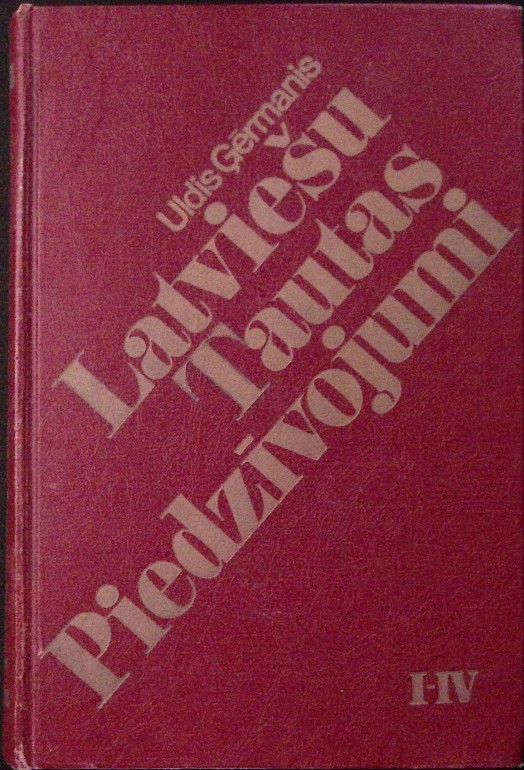 Uldis Ģērmanis
Latviešu
Tautas
Piedzīvojumi
I-IV